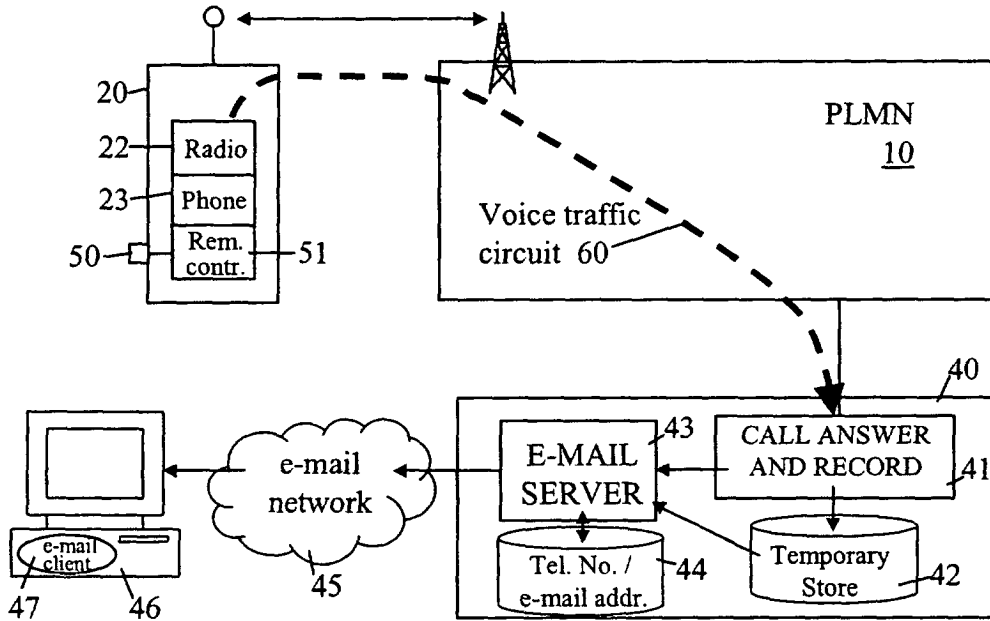 20
22
Radio
23
Phone
50
Rem.
contr.
51
PLMN
10
Voice traffic
circuit 60
40
43
E-MAIL
SERVER
CALL ANSWER
AND RECORD
41
e-mail
network
45
Tel. No. /
e-mail addr.
44
Temporary
Store
42
e-mail
client
47
46